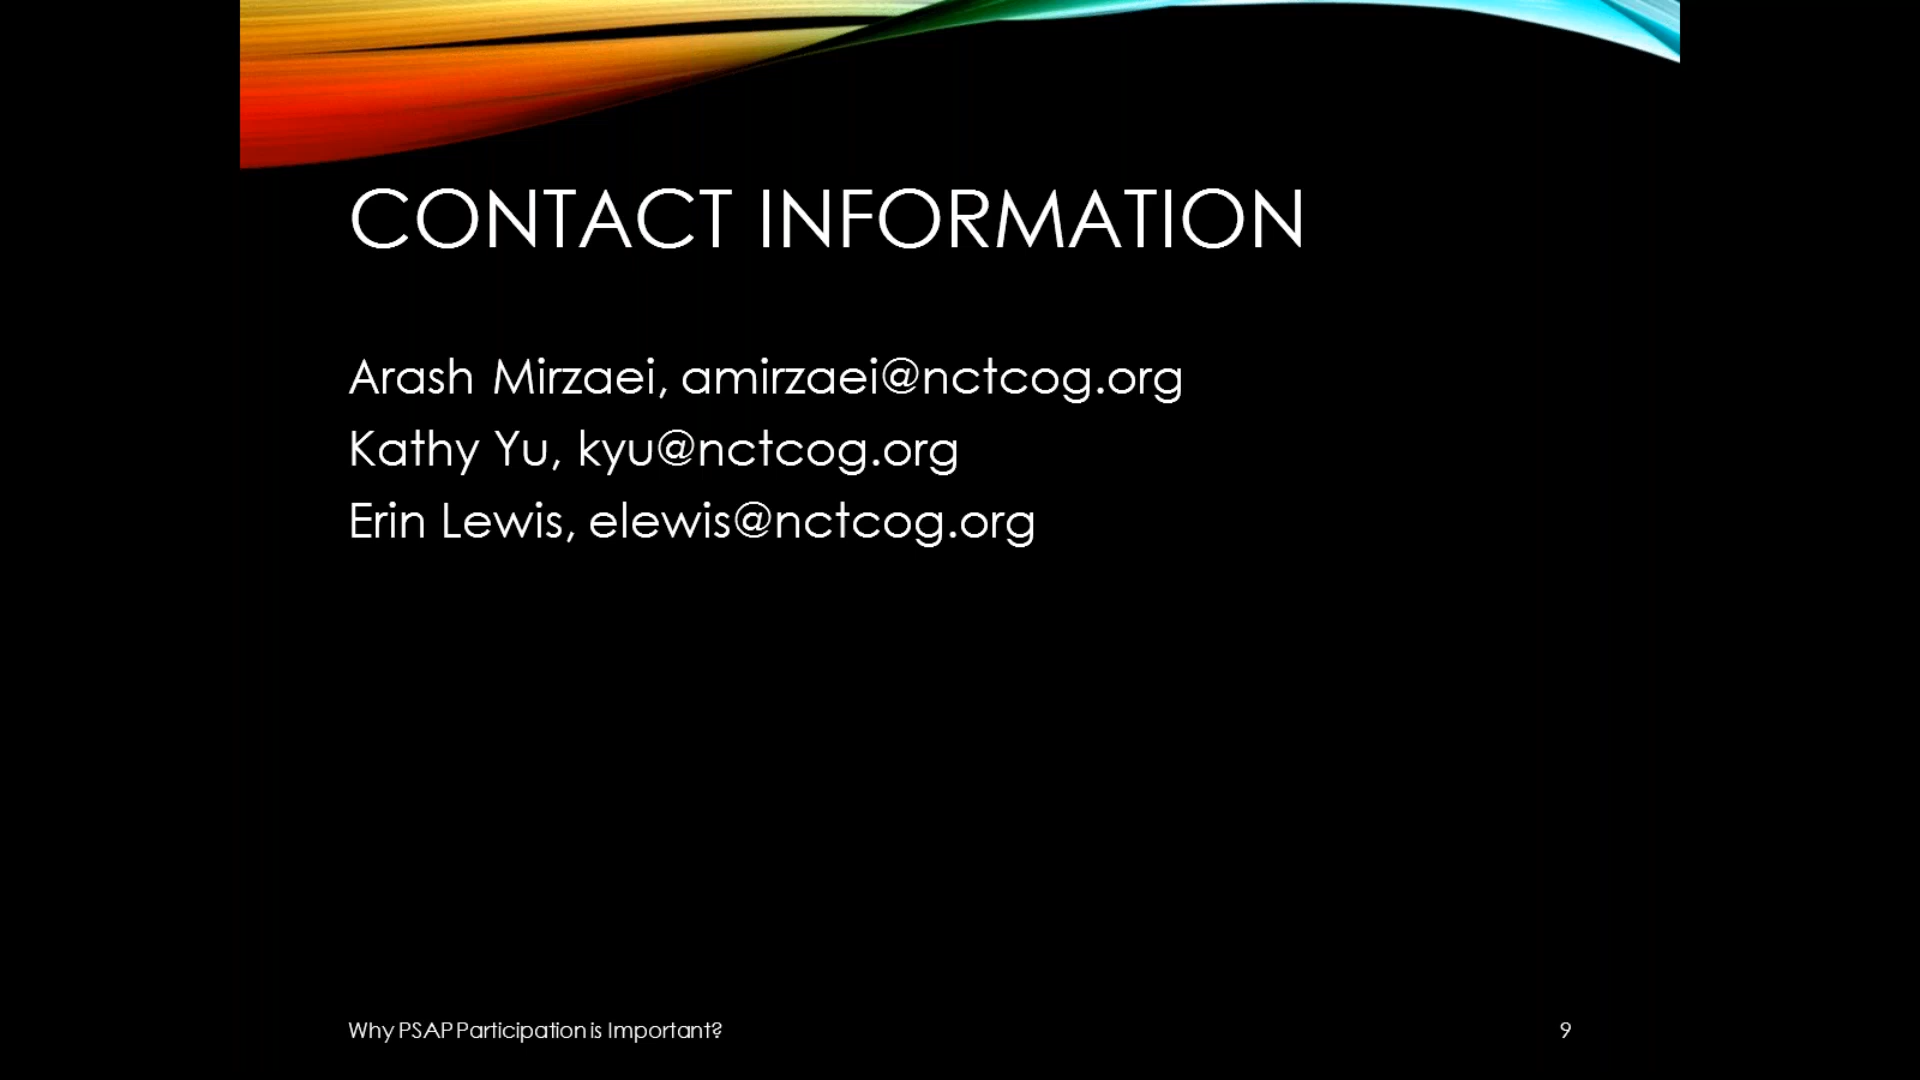 CONTACT INFORMATION
Arash Mirzaei, amirzaei@nctcog.org
Kathy Yu, kyu@nctcog.org
Erin Lewis, elewis@nctcog.org
Why PSAP Participation is Important?
9